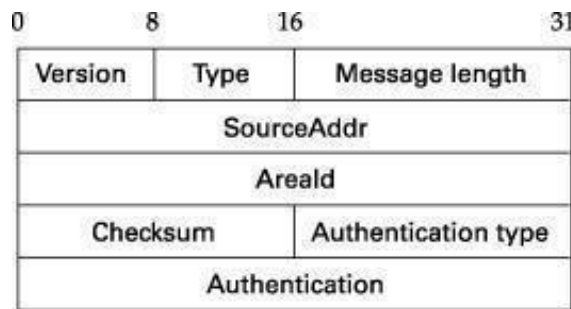 0 8 16 31
Version Type Message length
SourceAddr
AreaId
Checksum Authentication type
Authentication